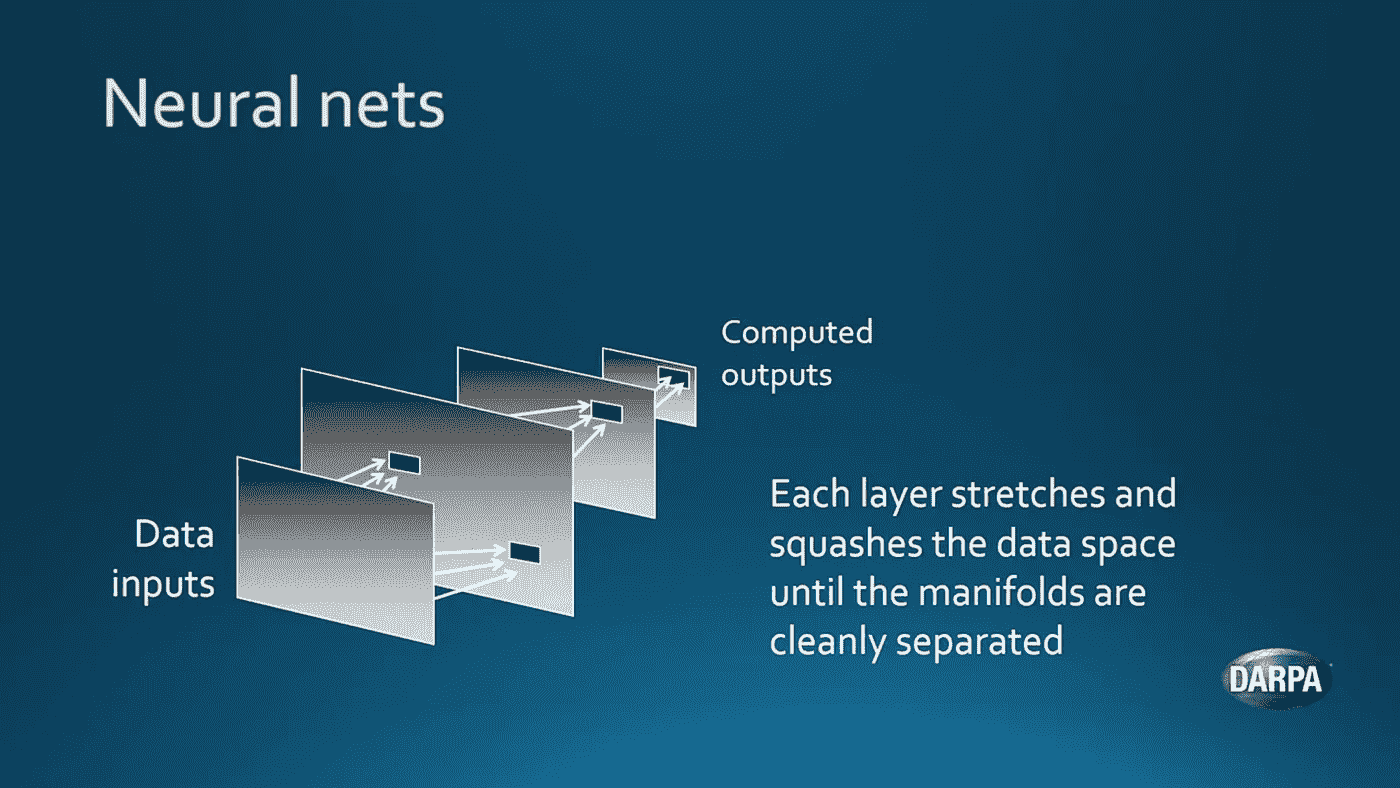 Neural nets
Computed
outputs
Data
inputs
Each layer stretches and
squashes the data space
until the manifolds are
cleanly separated
DARPA